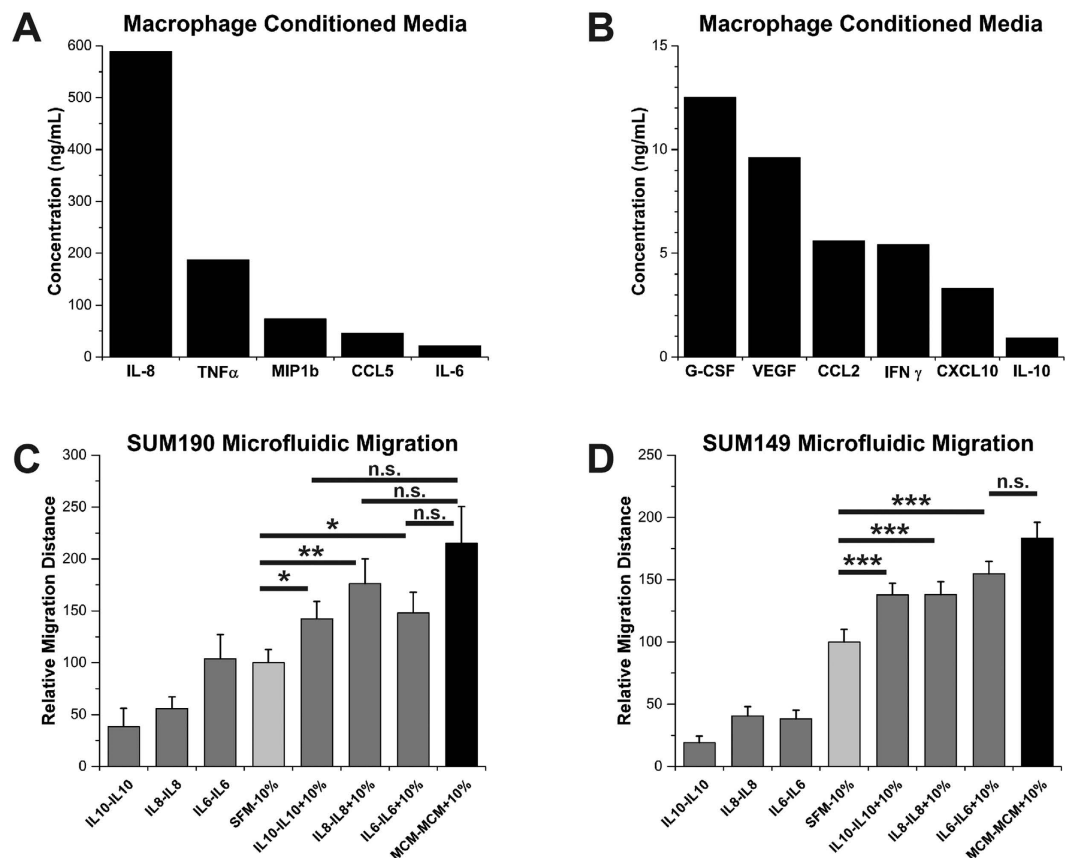 A
Macrophage Conditioned Media
Concentration (ng/mL)
600
500
400
300
200
100
0
IL-8 TNFα MIP1b CCL5 IL-6
B
Macrophage Conditioned Media
Concentration (ng/mL)
15
10
5
0
G-CSF VEGF CCL2 IFN γ CXCL10 IL-10
C
SUM190 Microfluidic Migration
Relative Migration Distance
300
250
200
150
100
50
0
n.s.
n.s.
n.s.
*
**
*
IL10-IL10
IL8-IL8
IL6-IL6
SFM-10%
IL10-IL10+10%
IL8-IL8+10%
IL6-IL6+10%
MCM-MCM+10%
D
SUM149 Microfluidic Migration
Relative Migration Distance
250
200
150
100
50
0
n.s.
***
***
***
IL10-IL10
IL8-IL8
IL6-IL6
SFM-10%
IL10-IL10+10%
IL8-IL8+10%
IL6-IL6+10%
MCM-MCM+10%